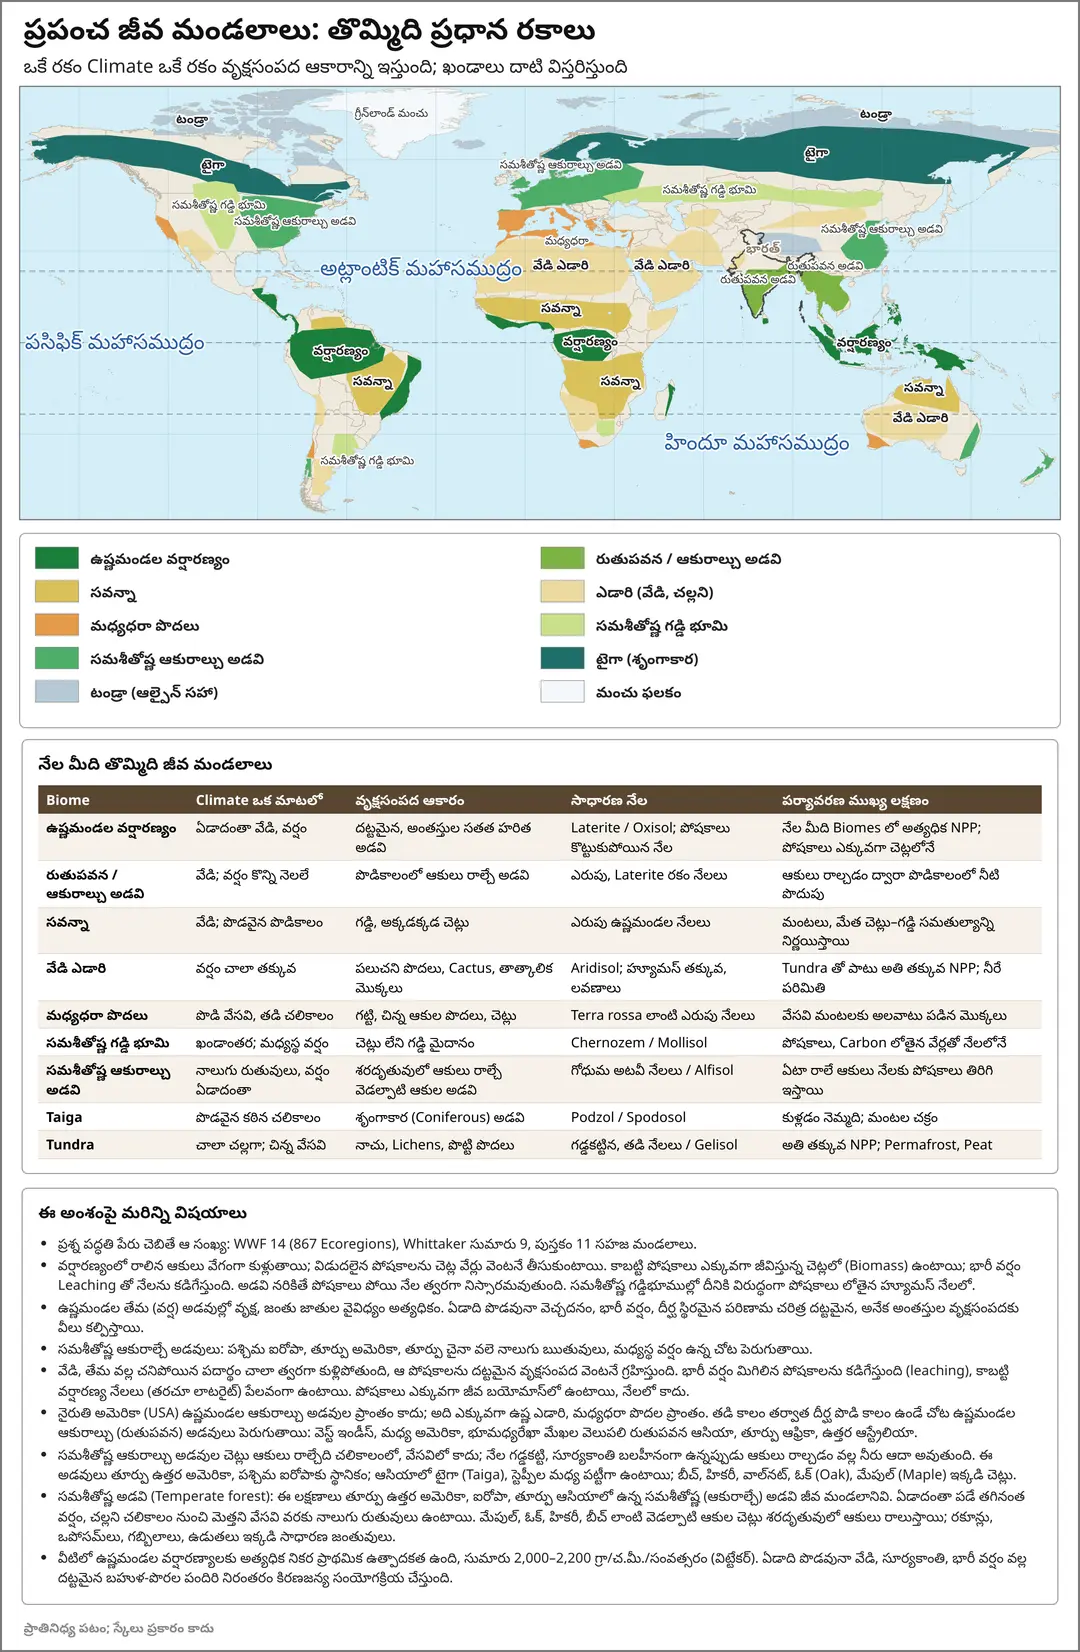 ప్రపంచ జీవ మండలాలు: తొమ్మిది ప్రధాన రకాలు
ఒకే రకం Climate ఒకే రకం వృక్షసంపద ఆకారాన్ని ఇస్తుంది; ఖండాలు దాటి విస్తరిస్తుంది
గ్రీన్‌లాండ్ మంచు
టండ్రా
టండ్రా
టైగా
టైగా
సమశీతోష్ణ ఆకురాల్చు అడవి
సమశీతోష్ణ గడ్డి భూమి
సమశీతోష్ణ గడ్డి భూమి
సమశీతోష్ణ ఆకురాల్చు అడవి
సమశీతోష్ణ ఆకురాల్చు అడవి
మధ్యధరా
భారత్
అట్లాంటిక్ మహాసముద్రం
వేడి ఎడారి
వేడి ఎడారి
రుతుపవన అడవి
రుతుపవన అడవి
సవన్నా
పసిఫిక్ మహాసముద్రం
వర్షారణ్యం
వర్షారణ్యం
వర్షారణ్యం
సవన్నా
సవన్నా
సవన్నా
వేడి ఎడారి
హిందూ మహాసముద్రం
సమశీతోష్ణ గడ్డి భూమి
ఉష్ణమండల వర్షారణ్యం
రుతుపవన / ఆకురాల్చు అడవి
సవన్నా
ఎడారి (వేడి, చల్లని)
మధ్యధరా పొదలు
సమశీతోష్ణ గడ్డి భూమి
సమశీతోష్ణ ఆకురాల్చు అడవి
టైగా (శృంగాకార)
టండ్రా (ఆల్పైన్ సహా)
మంచు ఫలకం
నేల మీది తొమ్మిది జీవ మండలాలు
Biome Climate ఒక మాటలో వృక్షసంపద ఆకారం సాధారణ నేల పర్యావరణ ముఖ్య లక్షణం
ఉష్ణమండల వర్షారణ్యం ఏడాదంతా వేడి, వర్షం దట్టమైన, అంతస్తుల సతత హరిత అడవి Laterite / Oxisol; పోషకాలు కొట్టుకుపోయిన నేల నేల మీది Biomes లో అత్యధిక NPP; పోషకాలు ఎక్కువగా చెట్లలోనే
రుతుపవన / ఆకురాల్చు అడవి వేడి; వర్షం కొన్ని నెలలే పొడికాలంలో ఆకులు రాల్చే అడవి ఎరుపు, Laterite రకం నేలలు ఆకులు రాల్చడం ద్వారా పొడికాలంలో నీటి పొదుపు
సవన్నా వేడి; పొడవైన పొడికాలం గడ్డి, అక్కడక్కడ చెట్లు ఎరుపు ఉష్ణమండల నేలలు మంటలు, మేత చెట్లు–గడ్డి సమతుల్యాన్ని నిర్ణయిస్తాయి
వేడి ఎడారి వర్షం చాలా తక్కువ పలుచని పొదలు, Cactus, తాత్కాలిక మొక్కలు Aridisol; హ్యూమస్ తక్కువ, లవణాలు Tundra తో పాటు అతి తక్కువ NPP; నీరే పరిమితి
మధ్యధరా పొదలు పొడి వేసవి, తడి చలికాలం గట్టి, చిన్న ఆకుల పొదలు, చెట్లు Terra rossa లాంటి ఎరుపు నేలలు వేసవి మంటలకు అలవాటు పడిన మొక్కలు
సమశీతోష్ణ గడ్డి భూమి ఖండాంతర; మధ్యస్థ వర్షం చెట్లు లేని గడ్డి మైదానం Chernozem / Mollisol పోషకాలు, Carbon లోతైన వేర్లతో నేలలోనే
సమశీతోష్ణ ఆకురాల్చు అడవి నాలుగు రుతువులు, వర్షం ఏడాదంతా శరదృతువులో ఆకులు రాల్చే వెడల్పాటి ఆకుల అడవి గోధుమ అటవీ నేలలు / Alfisol ఏటా రాలే ఆకులు నేలకు పోషకాలు తిరిగి ఇస్తాయి
Taiga పొడవైన కఠిన చలికాలం శృంగాకార (Coniferous) అడవి Podzol / Spodosol కుళ్లడం నెమ్మది; మంటల చక్రం
Tundra చాలా చల్లగా; చిన్న వేసవి నాచు, Lichens, పొట్టి పొదలు గడ్డకట్టిన, తడి నేలలు / Gelisol అతి తక్కువ NPP; Permafrost, Peat
ఈ అంశంపై మరిన్ని విషయాలు
• ప్రశ్న పద్ధతి పేరు చెబితే ఆ సంఖ్య: WWF 14 (867 Ecoregions), Whittaker సుమారు 9, పుస్తకం 11 సహజ మండలాలు.
• వర్షారణ్యంలో రాలిన ఆకులు వేగంగా కుళ్లుతాయి; విడుదలైన పోషకాలను చెట్ల వేర్లు వెంటనే తీసుకుంటాయి. కాబట్టి పోషకాలు ఎక్కువగా జీవిస్తున్న చెట్లలో (Biomass) ఉంటాయి; భారీ వర్షం
Leaching తో నేలను కడిగేస్తుంది. అడవి నరికితే పోషకాలు పోయి నేల త్వరగా నిస్సారమవుతుంది. సమశీతోష్ణ గడ్డిభూముల్లో దీనికి విరుద్ధంగా పోషకాలు లోతైన హ్యూమస్ నేలలో.
• ఉష్ణమండల తేమ (వర్ష) అడవుల్లో వృక్ష, జంతు జాతుల వైవిధ్యం అత్యధికం. ఏడాది పొడవునా వెచ్చదనం, భారీ వర్షం, దీర్ఘ స్థిరమైన పరిణామ చరిత్ర దట్టమైన, అనేక అంతస్తుల వృక్షసంపదకు
వీలు కల్పిస్తాయి.
• సమశీతోష్ణ ఆకురాల్చే అడవులు: పశ్చిమ ఐరోపా, తూర్పు అమెరికా, తూర్పు చైనా వలె నాలుగు ఋతువులు, మధ్యస్థ వర్షం ఉన్న చోట పెరుగుతాయి.
• వేడి, తేమ వల్ల చనిపోయిన పదార్థం చాలా త్వరగా కుళ్లిపోతుంది, ఆ పోషకాలను దట్టమైన వృక్షసంపద వెంటనే గ్రహిస్తుంది. భారీ వర్షం మిగిలిన పోషకాలను కడిగేస్తుంది (leaching), కాబట్టి
వర్షారణ్య నేలలు (తరచూ లాటరైట్) పేలవంగా ఉంటాయి. పోషకాలు ఎక్కువగా జీవ బయోమాస్‌లో ఉంటాయి, నేలలో కాదు.
• నైరుతి అమెరికా (USA) ఉష్ణమండల ఆకురాల్చు అడవుల ప్రాంతం కాదు; అది ఎక్కువగా ఉష్ణ ఎడారి, మధ్యధరా పొదల ప్రాంతం. తడి కాలం తర్వాత దీర్ఘ పొడి కాలం ఉండే చోట ఉష్ణమండల
ఆకురాల్చు (రుతుపవన) అడవులు పెరుగుతాయి: వెస్ట్ ఇండీస్, మధ్య అమెరికా, భూమధ్యరేఖా మేఖల వెలుపలి రుతుపవన ఆసియా, తూర్పు ఆఫ్రికా, ఉత్తర ఆస్ట్రేలియా.
• సమశీతోష్ణ ఆకురాల్చు అడవుల చెట్లు ఆకులు రాల్చేది చలికాలంలో, వేసవిలో కాదు; నేల గడ్డకట్టి, సూర్యకాంతి బలహీనంగా ఉన్నప్పుడు ఆకులు రాల్చడం వల్ల నీరు ఆదా అవుతుంది. ఈ
అడవులు తూర్పు ఉత్తర అమెరికా, పశ్చిమ ఐరోపాకు స్థానికం; ఆసియాలో టైగా (Taiga), స్టెప్పీల మధ్య పట్టీగా ఉంటాయి; బీచ్, హికరీ, వాల్‌నట్, ఓక్ (Oak), మేపుల్ (Maple) ఇక్కడి చెట్లు.
• సమశీతోష్ణ అడవి (Temperate forest): ఈ లక్షణాలు తూర్పు ఉత్తర అమెరికా, ఐరోపా, తూర్పు ఆసియాలో ఉన్న సమశీతోష్ణ (ఆకురాల్చే) అడవి జీవ మండలానివి. ఏడాదంతా పడే తగినంత
వర్షం, చల్లని చలికాలం నుంచి మెత్తని వేసవి వరకు నాలుగు రుతువులు ఉంటాయి. మేపుల్, ఓక్, హికరీ, బీచ్ లాంటి వెడల్పాటి ఆకుల చెట్లు శరదృతువులో ఆకులు రాలుస్తాయి; రకూన్లు,
ఒపోసమ్‌లు, గబ్బిలాలు, ఉడుతలు ఇక్కడి సాధారణ జంతువులు.
• వీటిలో ఉష్ణమండల వర్షారణ్యాలకు అత్యధిక నికర ప్రాథమిక ఉత్పాదకత ఉంది, సుమారు 2,000–2,200 గ్రా/చ.మీ./సంవత్సరం (విట్టేకర్). ఏడాది పొడవునా వేడి, సూర్యకాంతి, భారీ వర్షం వల్ల
దట్టమైన బహుళ-పొరల పందిరి నిరంతరం కిరణజన్య సంయోగక్రియ చేస్తుంది.
ప్రాతినిధ్య పటం; స్కేలు ప్రకారం కాదు